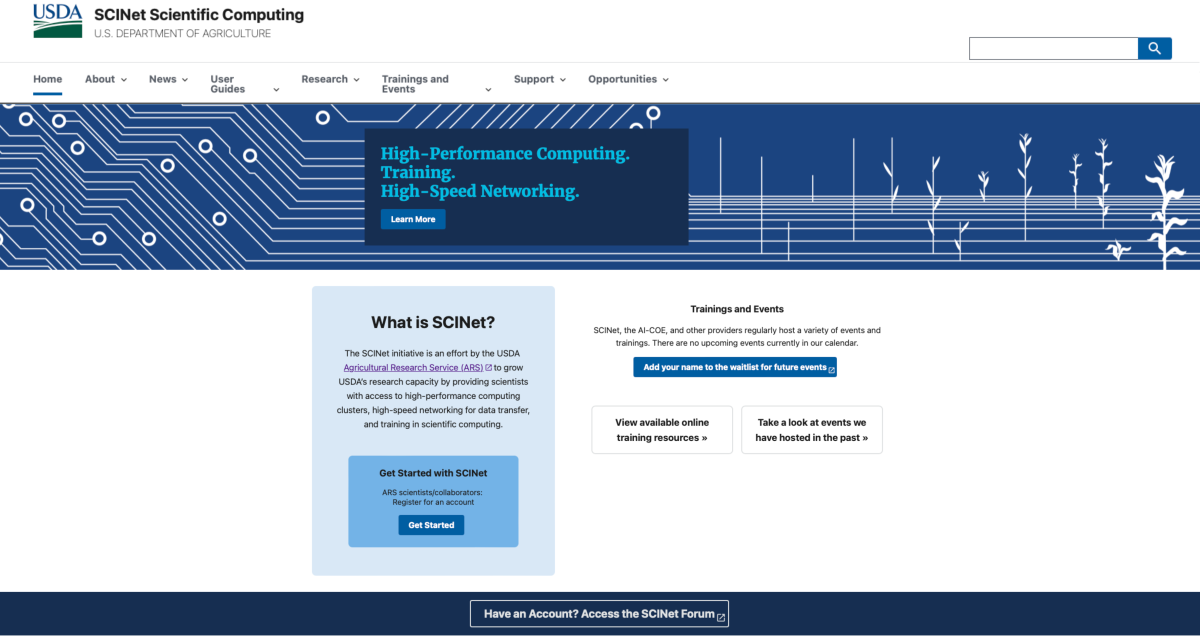 USDA
SCINet Scientific Computing
U.S. DEPARTMENT OF AGRICULTURE
Home
About
News
User
Guides
Research
Trainings and
Events
Support
Opportunities
High-Performance Computing.
Training.
High-Speed Networking.
Learn More
What is SCINet?
The SCINet initiative is an effort by the USDA
Agricultural Research Service (ARS) to grow
USDA's research capacity by providing scientists
with access to high-performance computing
clusters, high-speed networking for data transfer,
and training in scientific computing.
Get Started with SCINet
ARS scientists/collaborators:
Register for an account
Get Started
Trainings and Events
SCINet, the AI-COE, and other providers regularly host a variety of events and
trainings. There are no upcoming events currently in our calendar.
Add your name to the waitlist for future events
View available online
training resources »
Take a look at events we
have hosted in the past »
Have an Account? Access the SCINet Forum